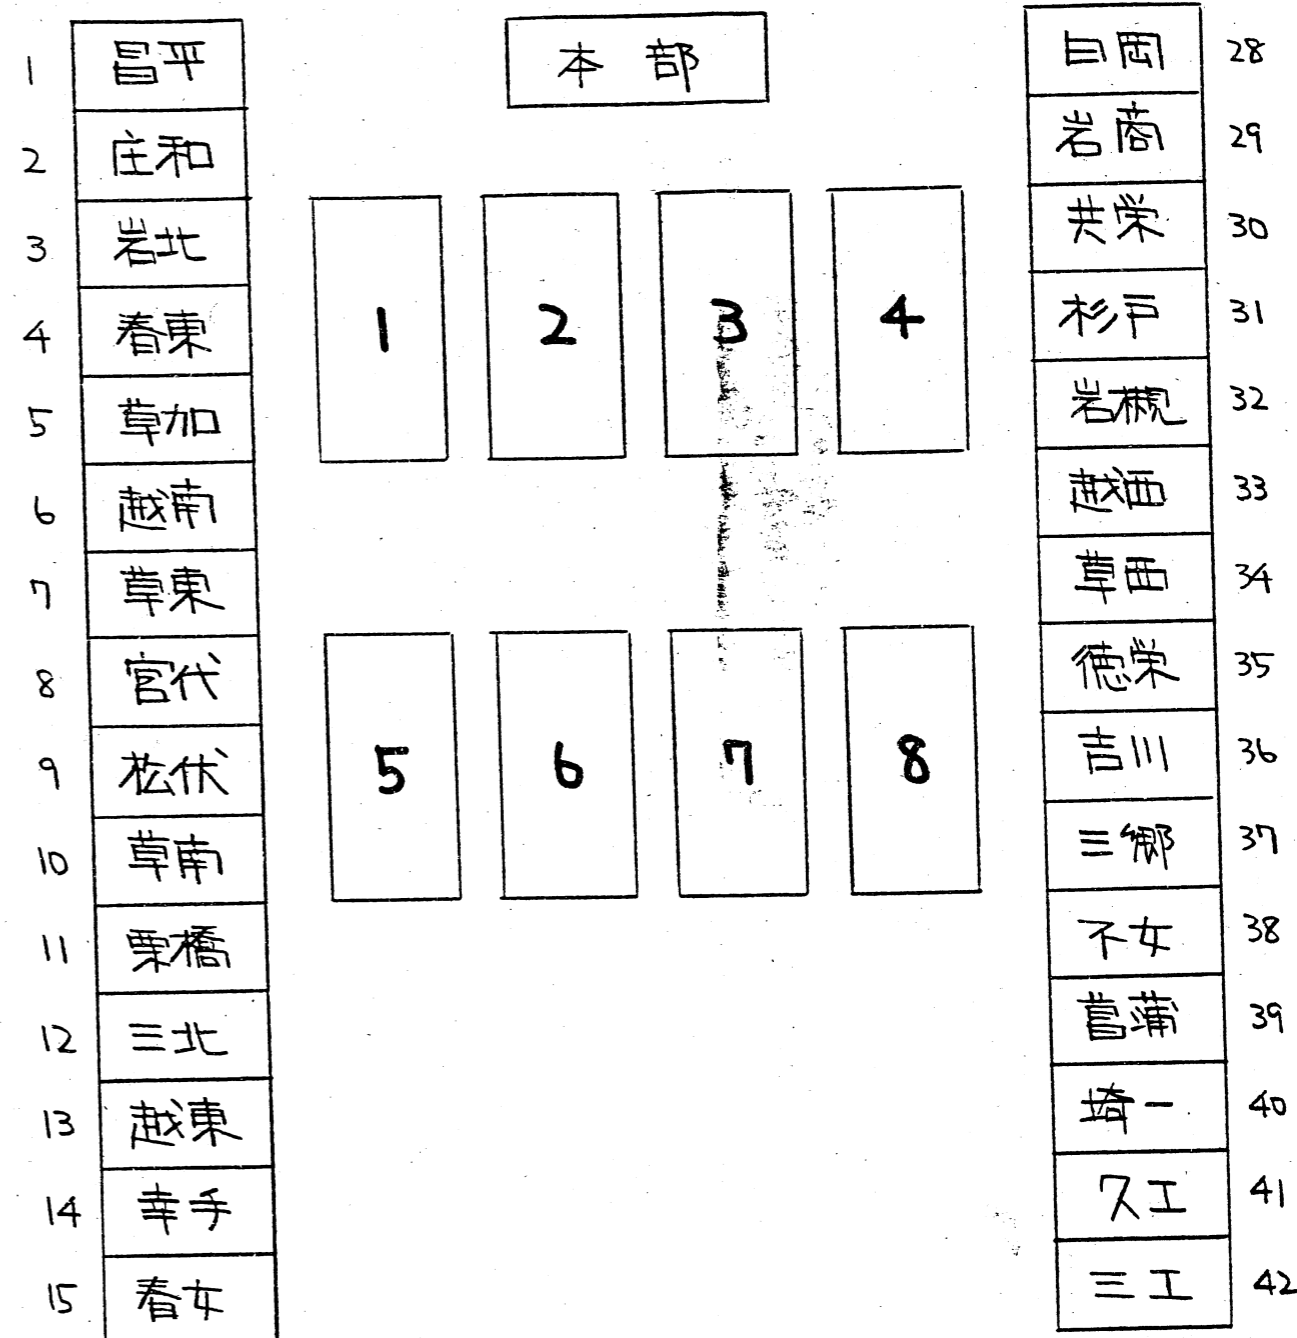 本部
1 昌平
2 庄和
3 岩北
4 春東
5 草加
6 越南
7 草東
8 宮代
9 松伏
10 草南
11 栗橋
12 三北
13 越東
14 幸手
15 春女
1 2 3 4
5 6 7 8
白岡 28
岩商 29
共栄 30
杉戸 31
岩槻 32
越西 33
草西 34
徳栄 35
吉川 36
三郷 37
不女 38
菖蒲 39
埼一 40
久工 41
三工 42